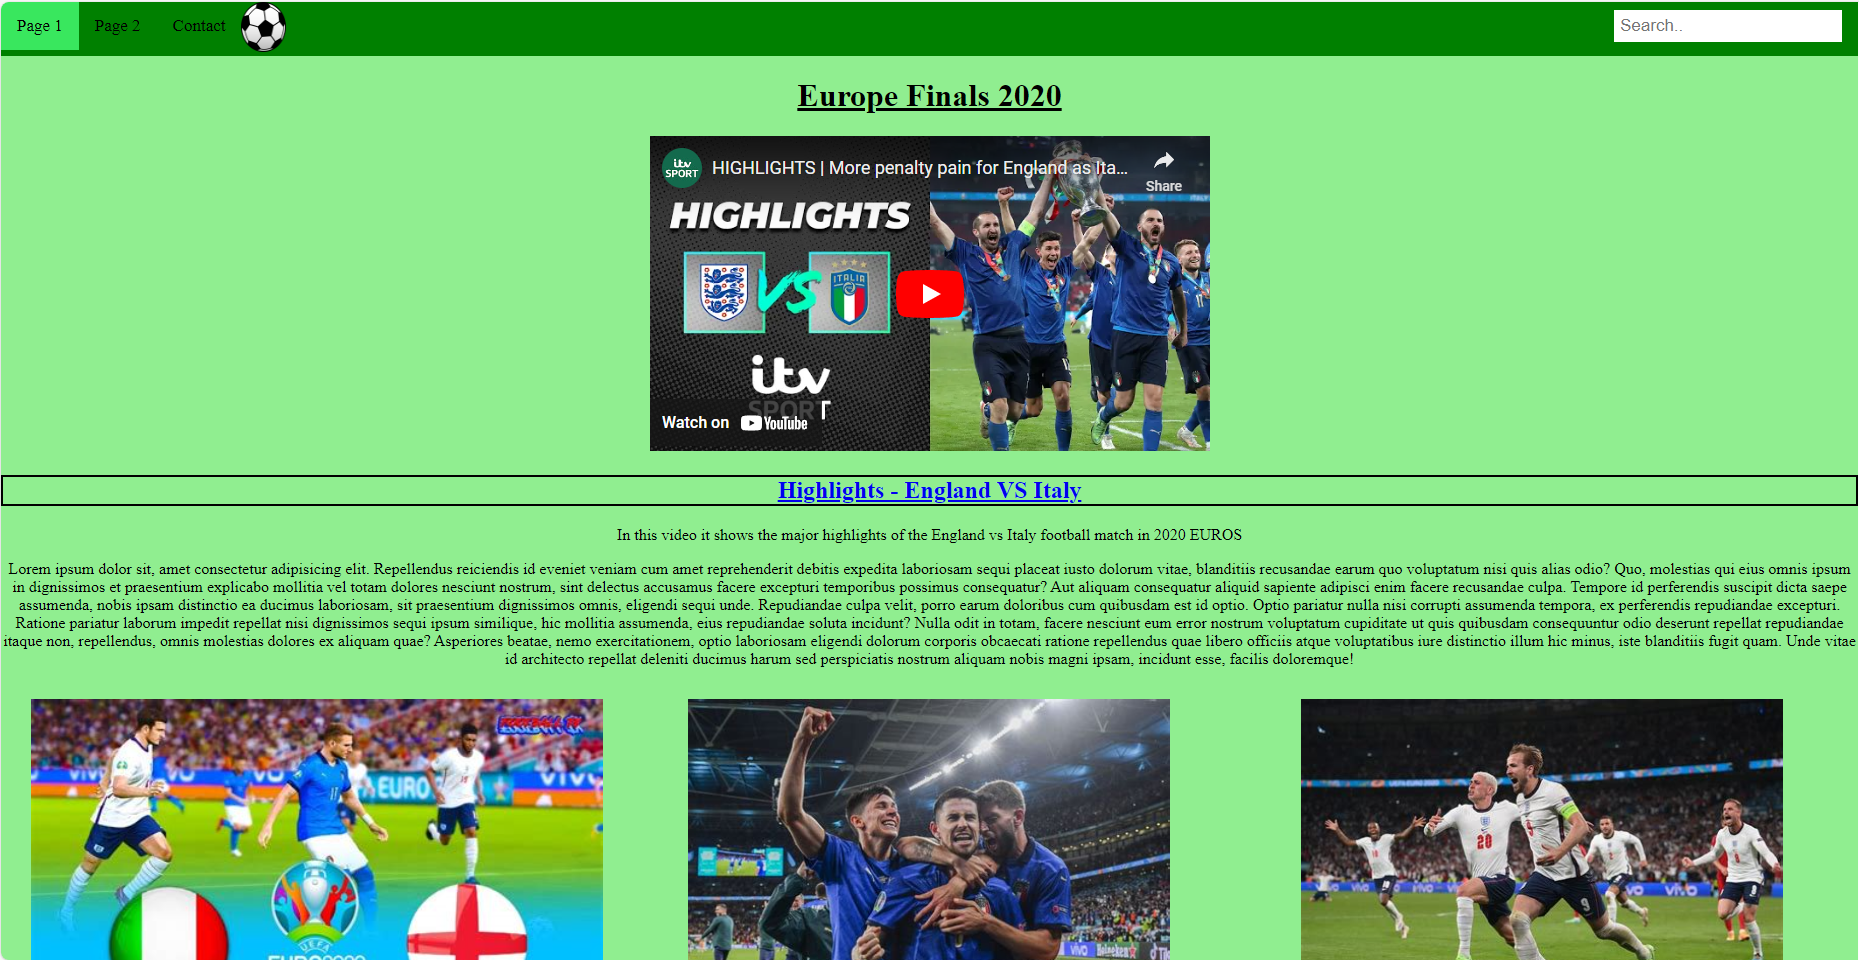 Page 1
Page 2
Contact
Search..
Europe Finals 2020
itv
SPORT
HIGHLIGHTS | More penalty pain for England as Ita...
Share
HIGHLIGHTS
VS
ITALIA
itv
SPORT
Watch on YouTube
Highlights - England VS Italy
In this video it shows the major highlights of the England vs Italy football match in 2020 EUROS
Lorem ipsum dolor sit, amet consectetur adipisicing elit. Repellendus reiciendis id eveniet veniam cum amet reprehenderit debitis expedita laboriosam sequi placeat iusto dolorum vitae, blanditiis recusandae earum quo voluptatum nisi quis alias odio? Quo, molestias qui eius omnis ipsum
in dignissimos et praesentium explicabo mollitia vel totam dolores nesciunt nostrum, sint delectus accusamus facere excepturi temporibus possimus consequatur? Aut aliquam consequatur aliquid sapiente adipisci enim facere recusandae culpa. Tempore id perferendis suscipit dicta saepe
assumenda, nobis ipsam distinctio ea ducimus laboriosam, sit praesentium dignissimos omnis, eligendi sequi unde. Repudiandae culpa velit, porro earum doloribus cum quibusdam est id optio. Optio pariatur nulla nisi corrupti assumenda tempora, ex perferendis repudiandae excepturi.
Ratione pariatur laborum impedit repellat nisi dignissimos sequi ipsum similique, hic mollitia assumenda, eius repudiandae soluta incidunt? Nulla odit in totam, facere nesciunt eum error nostrum voluptatum cupiditate ut quis quibusdam consequuntur odio deserunt repellat repudiandae
itaque non, repellendus, omnis molestias dolores ex aliquam quae? Asperiores beatae, nemo exercitationem, optio laboriosam eligendi dolorum corporis obcaecati ratione repellendus quae libero officiis atque voluptatibus iure distinctio illum hic minus, iste blanditiis fugit quam. Unde vitae
id architecto repellat deleniti ducimus harum sed perspiciatis nostrum aliquam nobis magni ipsam, incidunt esse, facilis doloremque!
EURO
vivo
UEFA
EURO2020
vivo
Heineken
20
9
vivo